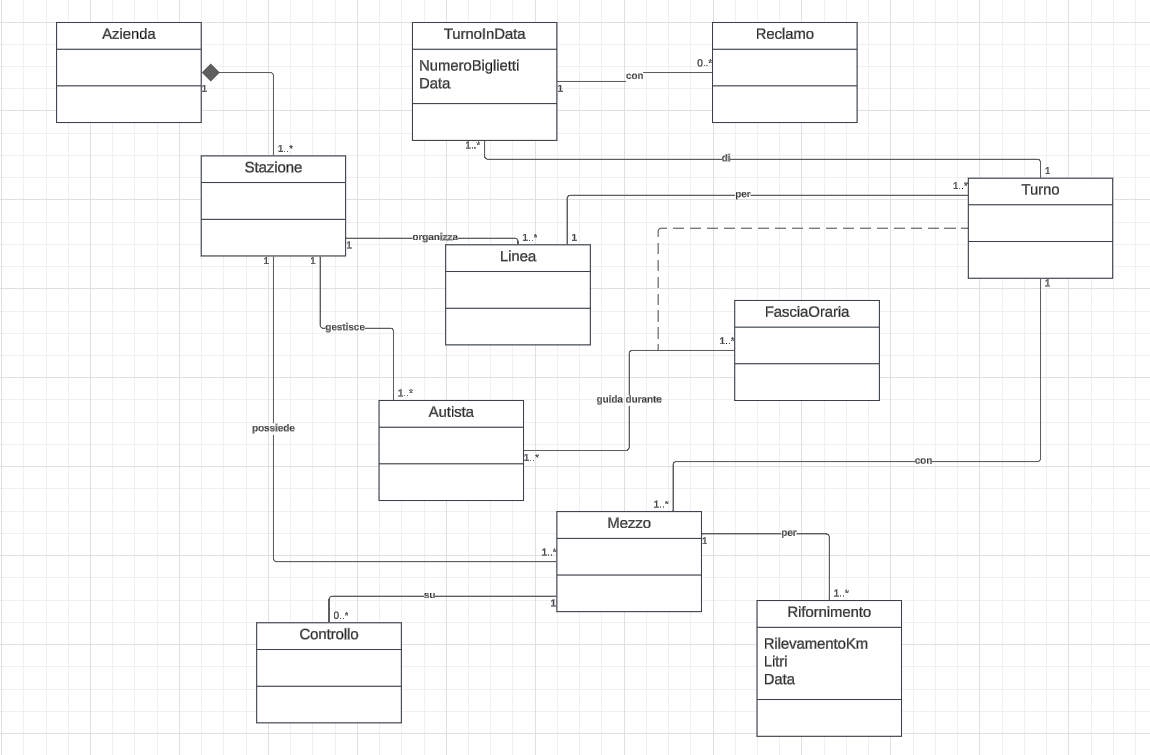 Azienda
TurnoInData
Reclamo
NumeroBiglietti
Data
0..*
con
1
1
1..*
1..*
di
Stazione
1
1..*
per
Turno
organizza
1..*
1
1
Linea
1
1
1
FasciaOraria
gestisce
1..*
1..*
guida durante
Autista
possiede
1..*
con
1..*
Mezzo
per
1
1..*
su
1
1..*
0..*
Rifornimento
Controllo
RilevamentoKm
Litri
Data